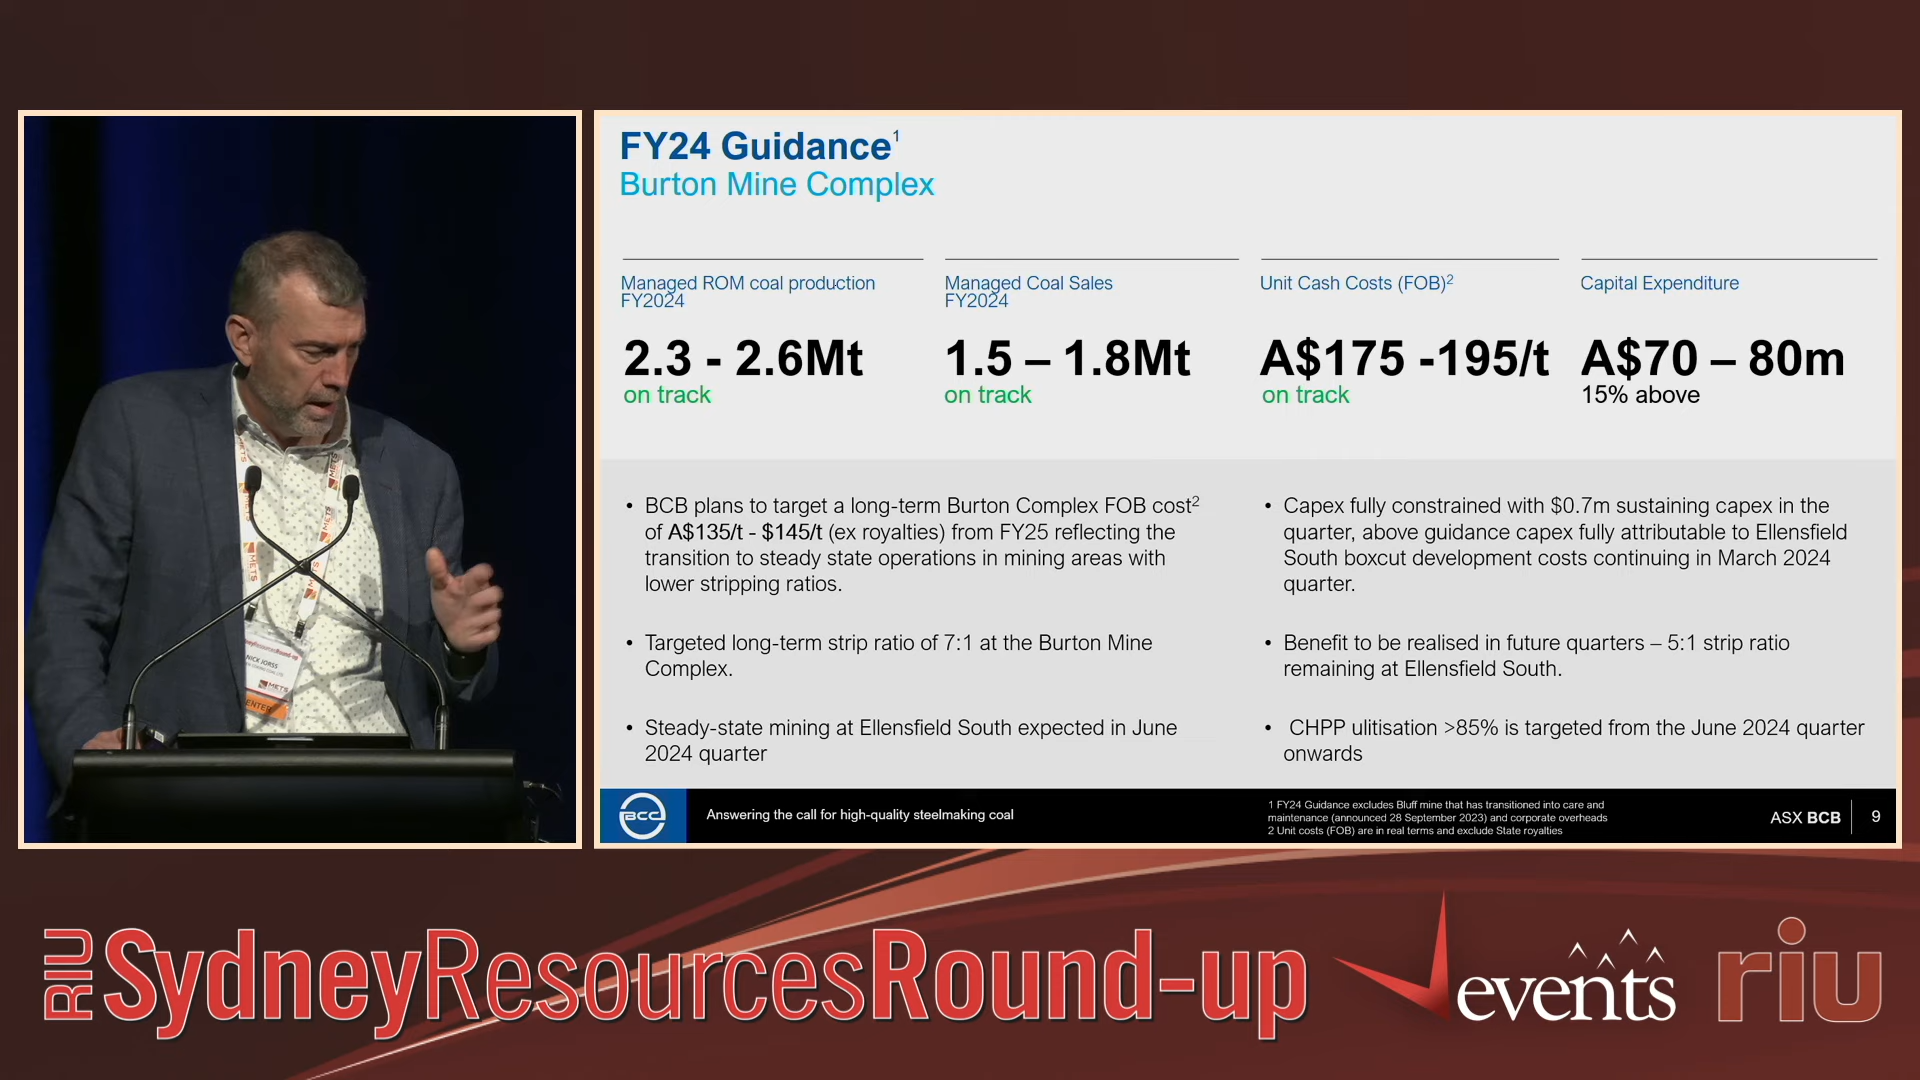 FY24 Guidance1
Burton Mine Complex
Managed ROM coal production
FY2024
2.3 - 2.6Mt
on track
Managed Coal Sales
FY2024
1.5 – 1.8Mt
on track
Unit Cash Costs (FOB)2
A$175 -195/t
on track
Capital Expenditure
A$70 – 80m
15% above
• BCB plans to target a long-term Burton Complex FOB cost2
of A$135/t - $145/t (ex royalties) from FY25 reflecting the
transition to steady state operations in mining areas with
lower stripping ratios.
• Targeted long-term strip ratio of 7:1 at the Burton Mine
Complex.
• Steady-state mining at Ellensfield South expected in June
2024 quarter
• Capex fully constrained with $0.7m sustaining capex in the
quarter, above guidance capex fully attributable to Ellensfield
South boxcut development costs continuing in March 2024
quarter.
• Benefit to be realised in future quarters – 5:1 strip ratio
remaining at Ellensfield South.
• CHPP ulitisation >85% is targeted from the June 2024 quarter
onwards
BCC
Answering the call for high-quality steelmaking coal
1 FY24 Guidance excludes Bluff mine that has transitioned into care and
maintenance (announced 28 September 2023) and corporate overheads
2 Unit costs (FOB) are in real terms and exclude State royalties
ASX BCB
9
METS
METS
METS
NICK JORSS
METS
RIU SydneyResourcesRound-up
events
riu